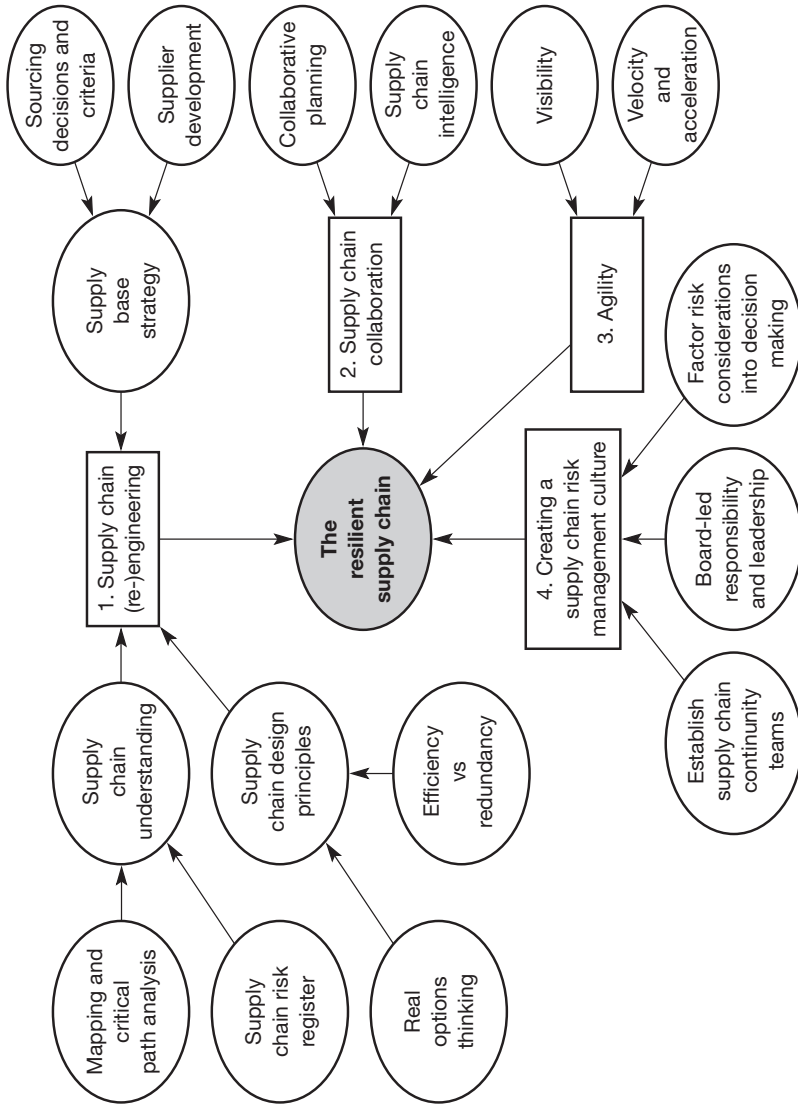 Mapping and
critical
path analysis
Supply
chain
understanding
1. Supply chain
(re-)engineering
Supply
base
strategy
Sourcing
decisions and
criteria
Supplier
development
Supply
chain risk
register
Supply
chain design
principles
Real
options
thinking
Efficiency
vs
redundancy
The
resilient
supply chain
2. Supply chain
collaboration
Collaborative
planning
Supply
chain
intelligence
4. Creating a
supply chain risk
management culture
3. Agility
Visibility
Velocity
and
acceleration
Establish
supply chain
continuity
teams
Board-led
responsibility
and leadership
Factor risk
considerations
into decision
making